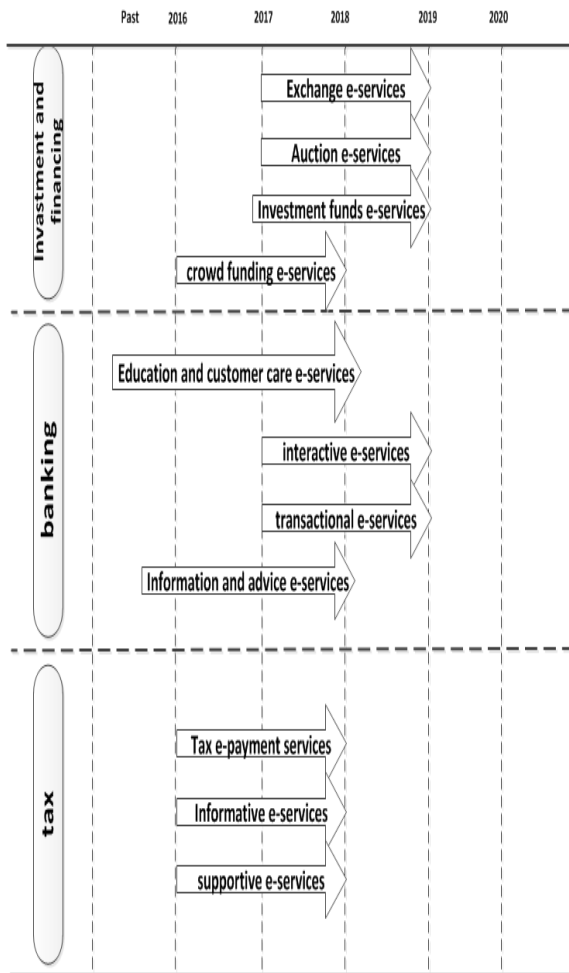 Past 2016 2017 2018 2019 2020
Invastment and
financing
Exchange e-services
Auction e-services
Investment funds e-services
crowd funding e-services
banking
Education and customer care e-services
interactive e-services
transactional e-services
Information and advice e-services
tax
Tax e-payment services
Informative e-services
supportive e-services